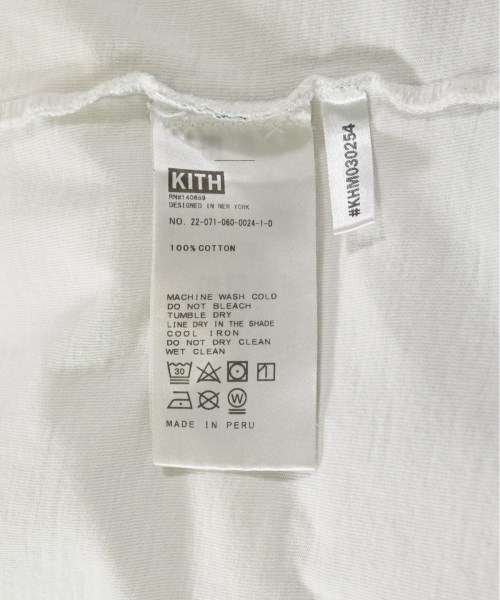 KITH
RN#140889
DESIGNED IN NEW YORK
NO. 22-071-060-0024-1-0
100% COTTON
MACHINE WASH COLD
DO NOT BLEACH
TUMBLE DRY
LINE DRY IN THE SHADE
COOL IRON
DO NOT DRY CLEAN
WET CLEAN
30
W
MADE IN PERU
#KHM030254